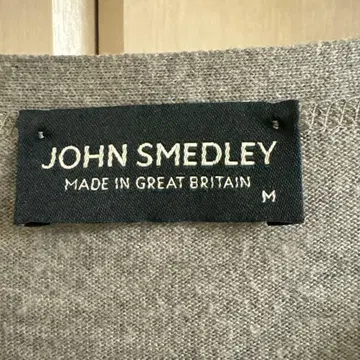 JOHN SMEDLEY
MADE IN GREAT BRITAIN
M